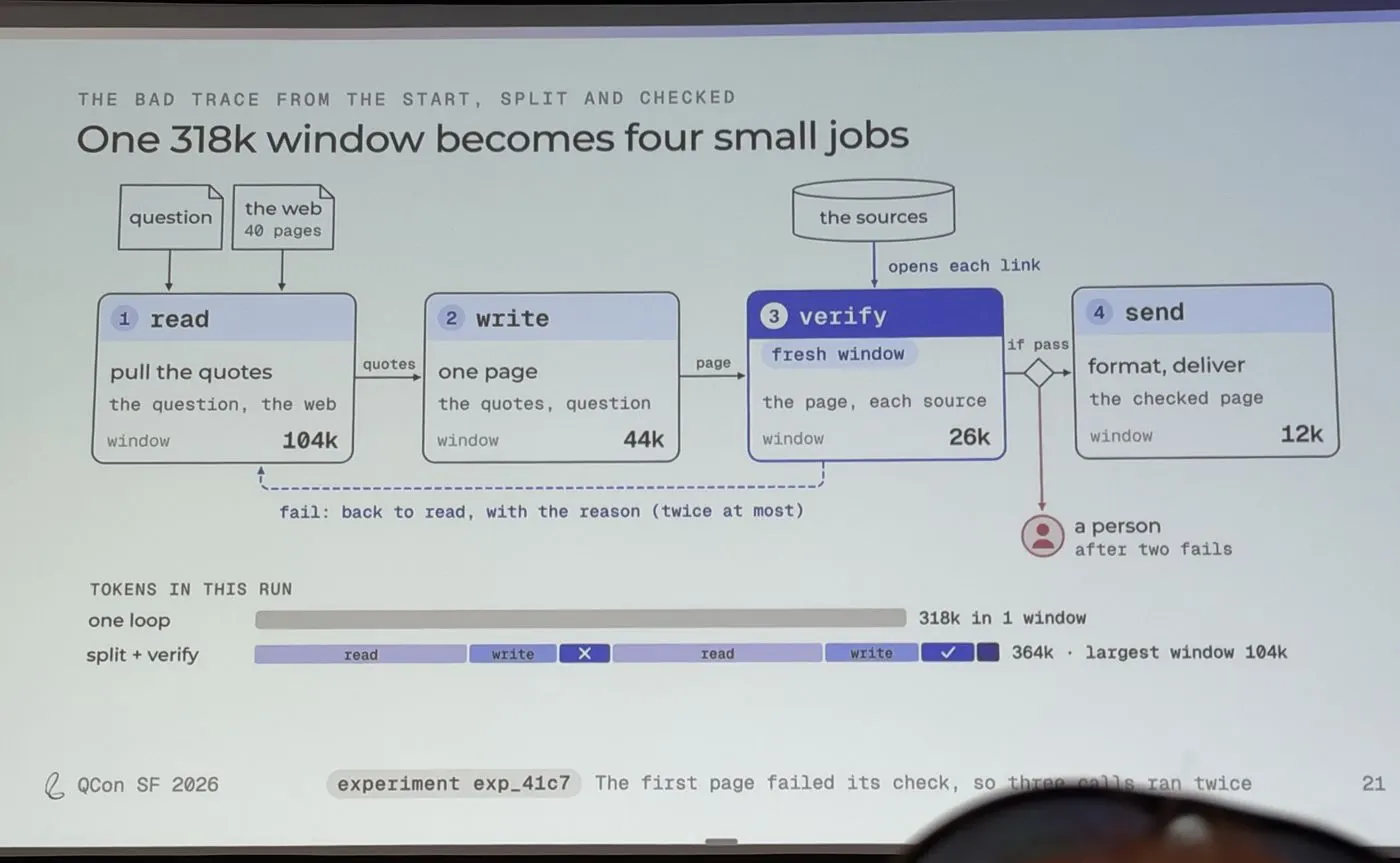 THE BAD TRACE FROM THE START, SPLIT AND CHECKED
One 318k window becomes four small jobs
question
the web
40 pages
the sources
opens each link
1 read
pull the quotes
the question, the web
window 104k
quotes
2 write
one page
the quotes, question
window 44k
page
3 verify
fresh window
the page, each source
window 26k
if pass
4 send
format, deliver
the checked page
window 12k
fail: back to read, with the reason (twice at most)
a person
after two fails
TOKENS IN THIS RUN
one loop
318k in 1 window
split + verify
read write read write
364k · largest window 104k
QCon SF 2026
experiment exp_41c7 The first page failed its check, so three calls ran twice
21